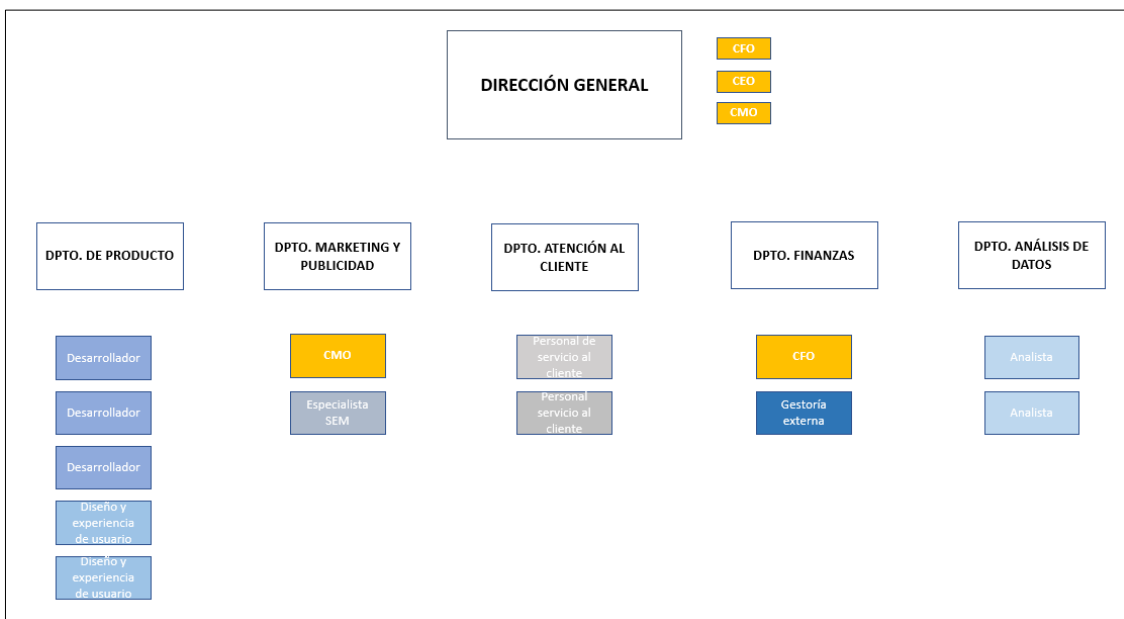 DIRECCIÓN GENERAL
CFO
CEO
CMO
DPTO. DE PRODUCTO
DPTO. MARKETING Y
PUBLICIDAD
DPTO. ATENCIÓN AL
CLIENTE
DPTO. FINANZAS
DPTO. ANÁLISIS DE
DATOS
Desarrollador
Desarrollador
Desarrollador
Diseño y
experiencia
de usuario
Diseño y
experiencia
de usuario
CMO
Especialista
SEM
Personal de
servicio al
cliente
Personal
servicio al
cliente
CFO
Gestoría
externa
Analista
Analista